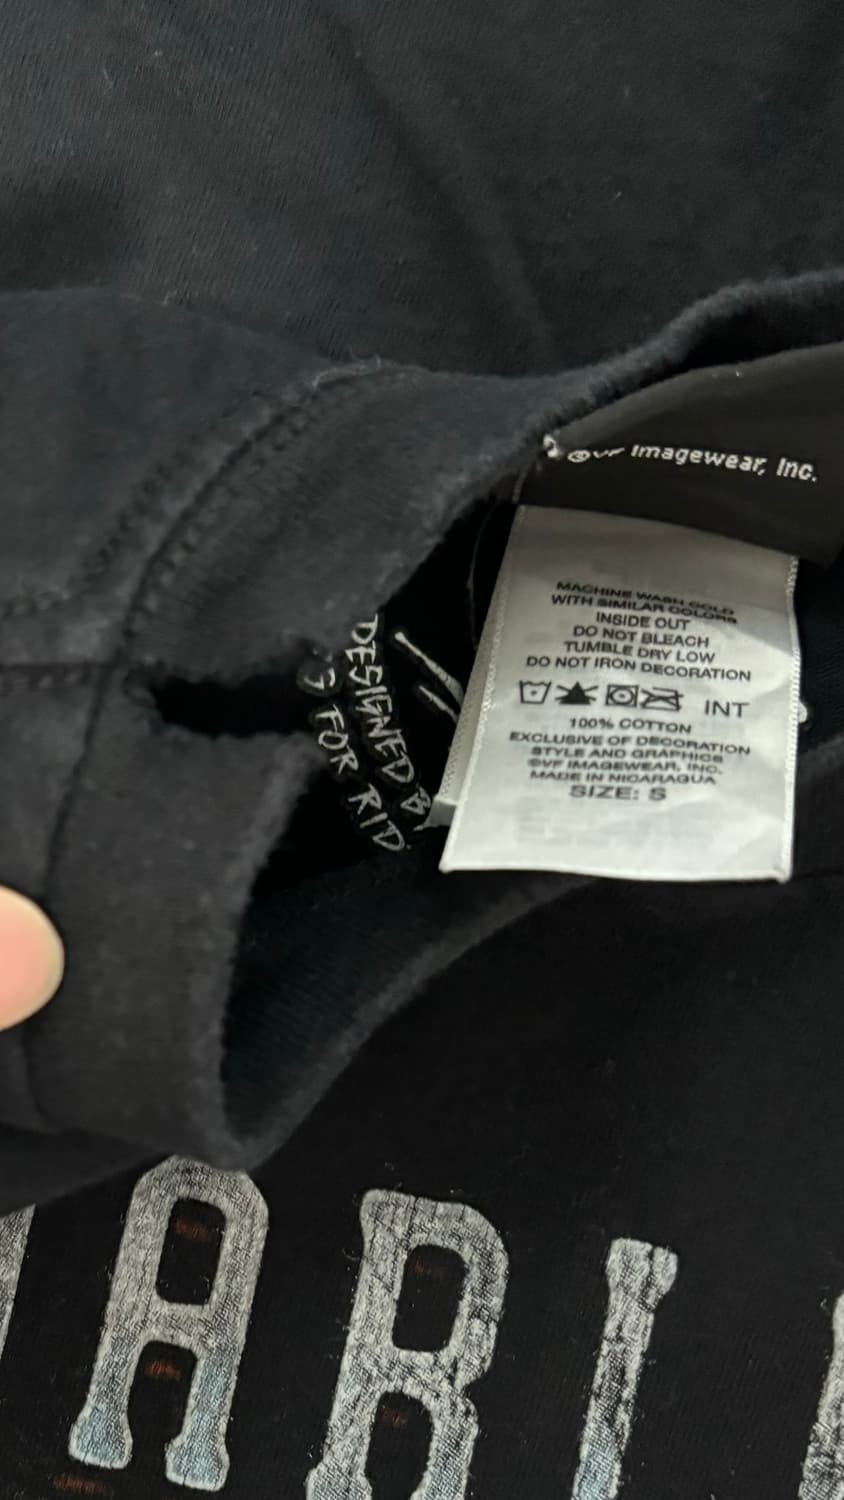 ©VF Imagewear, Inc.
MACHINE WASH COLD
WITH SIMILAR COLORS
INSIDE OUT
DO NOT BLEACH
TUMBLE DRY LOW
DO NOT IRON DECORATION
INT
100% COTTON
EXCLUSIVE OF DECORATION
STYLE AND GRAPHICS
©VF IMAGEWEAR, INC.
MADE IN NICARAGUA
SIZE: S
DESIGNED B
S FOR RID
ARL